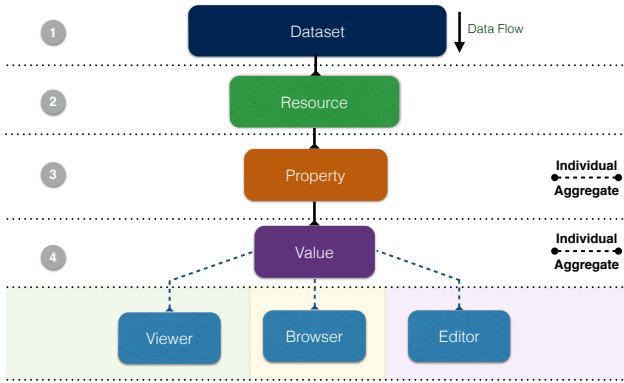 1
Dataset
Data Flow
2
Resource
3
Property
Individual
Aggregate
4
Value
Individual
Aggregate
Viewer
Browser
Editor